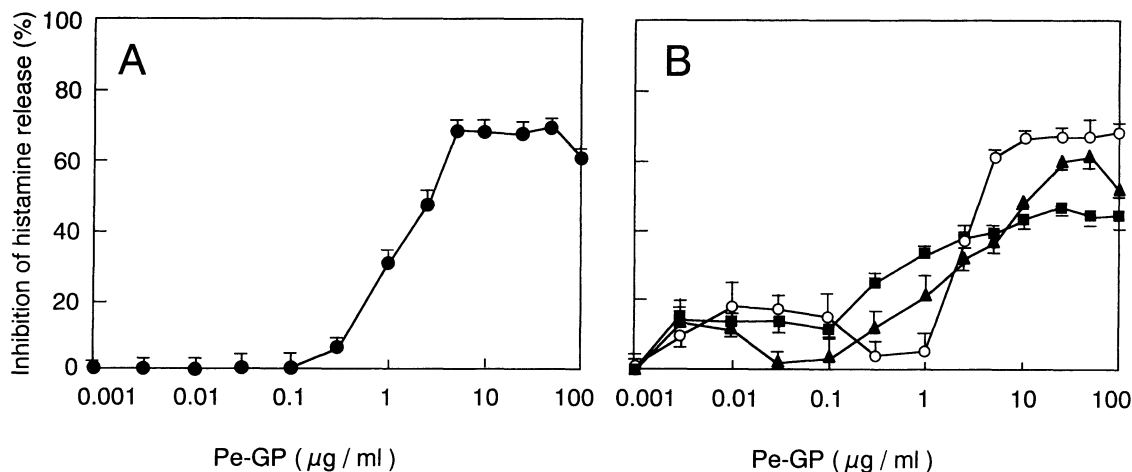 Inhibition of histamine release (%)
100
80
60
40
20
0
A
0.001 0.01 0.1 1 10 100
Pe-GP ( µg / ml )
B
0.001 0.01 0.1 1 10 100
Pe-GP ( µg / ml )